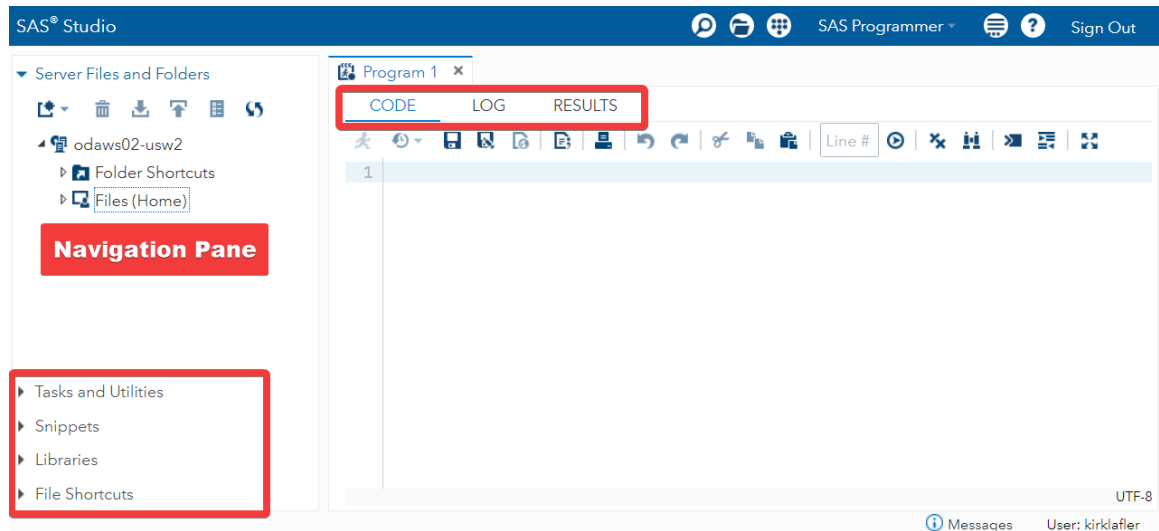 SAS® Studio
SAS Programmer
Sign Out
Server Files and Folders
odaws02-usw2
Folder Shortcuts
Files (Home)
Navigation Pane
Tasks and Utilities
Snippets
Libraries
File Shortcuts
Program 1
CODE LOG RESULTS
Line #
1
UTF-8
Messages User: kirklafler